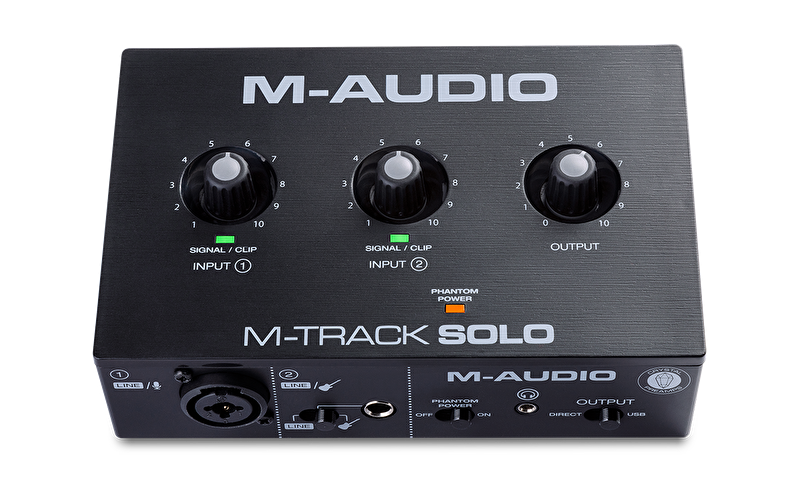 M-AUDIO
1 2 3 4 5 6 7 8 9 10
1 2 3 4 5 6 7 8 9 10
0 2 3 4 5 6 7 8 9 10
SIGNAL / CLIP
INPUT 1
SIGNAL / CLIP
INPUT 2
OUTPUT
PHANTOM
POWER
M-TRACK SOLO
1
LINE /
2
LINE /
LINE
M-AUDIO
PHANTOM
POWER
OFF ON
OUTPUT
DIRECT USB
CRYSTAL
PREAMPS